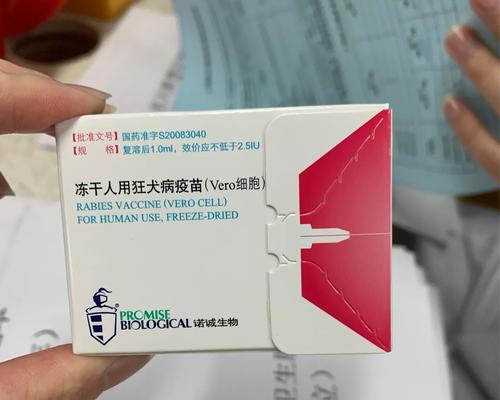 【批准文号】国药准字S20083040
【规 格】复溶后1.0ml，效价应不低于2.5IU
冻干人用狂犬病疫苗(Vero细胞)
RABIES VACCINE (VERO CELL)
FOR HUMAN USE, FREEZE-DRIED
PROMISE
BIOLOGICAL 诺诚生物